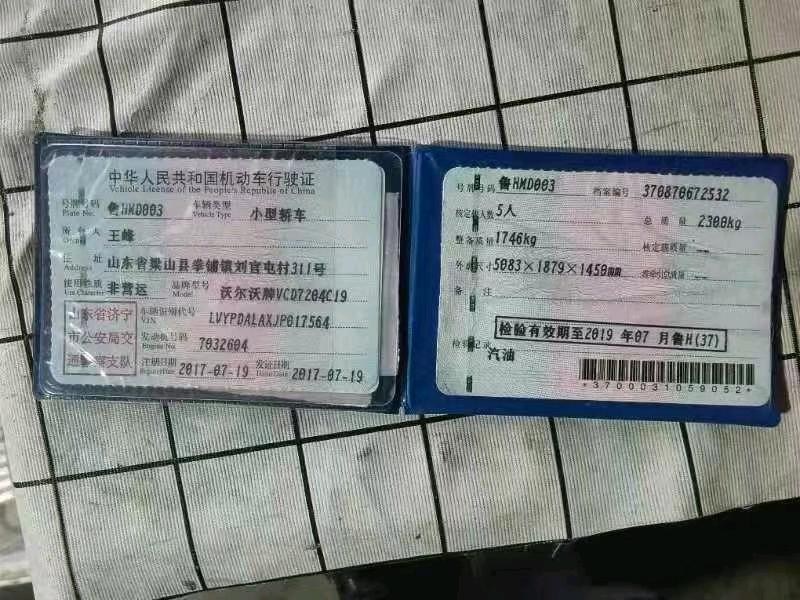 中华人民共和国机动车行驶证
Vehicle License of the People's Republic of China
号牌号码 鲁HMD003 车辆类型 小型轿车
Plate No. Vehicle Type
所有人 王峰
Owner
住址 山东省梁山县拳铺镇刘官屯村311号
Address
使用性质 非营运 品牌型号 沃尔沃牌VCD7204C19
Use Character Model
山东省济宁
市公安局交
通警察支队
车辆识别代号 LVYPDALAXJP017564
VIN
发动机号码 7032604
Engine No.
注册日期 2017-07-19 发证日期 2017-07-19
Register Date Issue Date
号牌号码 鲁HMD003 档案编号 370870672532
核定人数 5人 总质量 2300kg
整备质量 1746kg 核定载质量 --
外廓尺寸 5083×1879×1450mm 准牵引总质量 --
备注
检验有效期至2019 年07 月鲁H(37)
检验记录
汽油
*3700031059052*